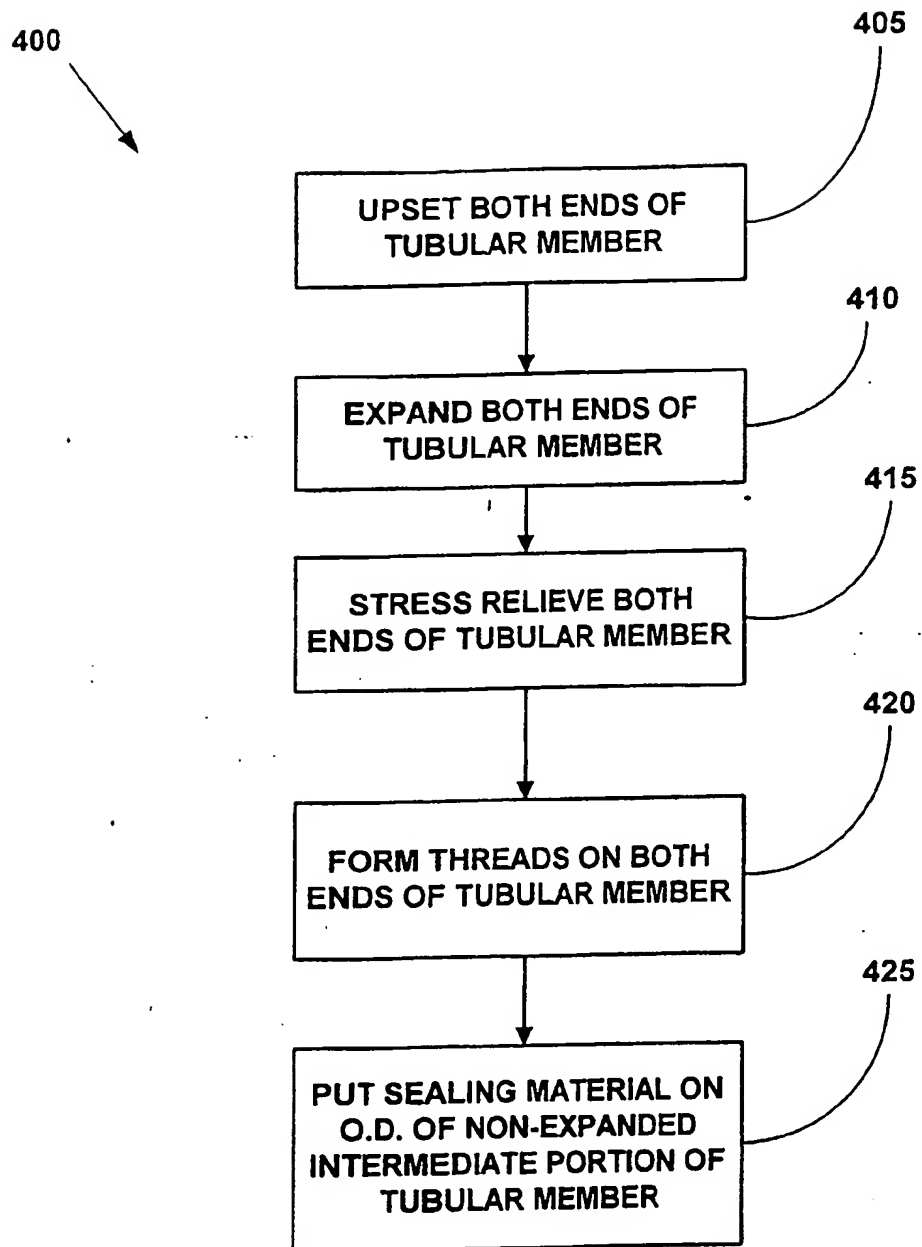 400
405
UPSET BOTH ENDS OF
TUBULAR MEMBER
410
EXPAND BOTH ENDS OF
TUBULAR MEMBER
415
STRESS RELIEVE BOTH
ENDS OF TUBULAR MEMBER
420
FORM THREADS ON BOTH
ENDS OF TUBULAR MEMBER
425
PUT SEALING MATERIAL ON
O.D. OF NON-EXPANDED
INTERMEDIATE PORTION OF
TUBULAR MEMBER